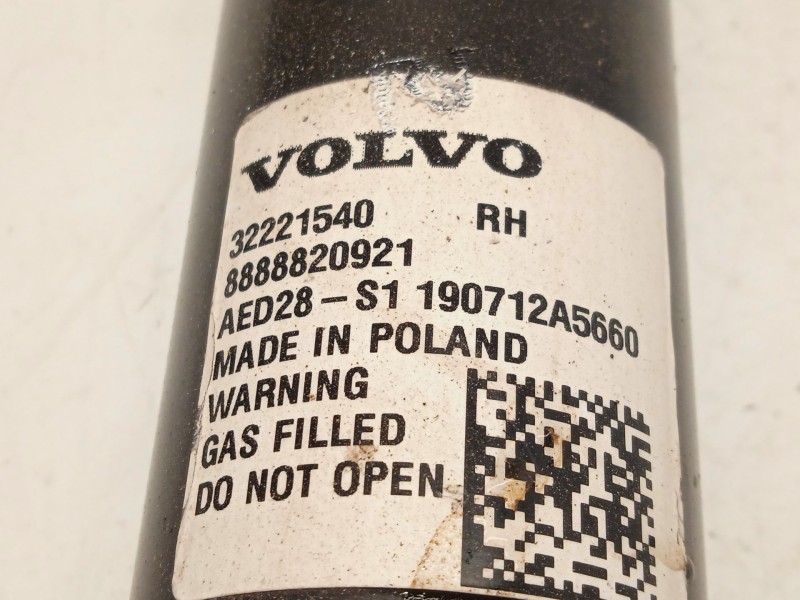 VOLVO
32221540 RH
8888820921
AED28-S1 190712A5660
MADE IN POLAND
WARNING
GAS FILLED
DO NOT OPEN